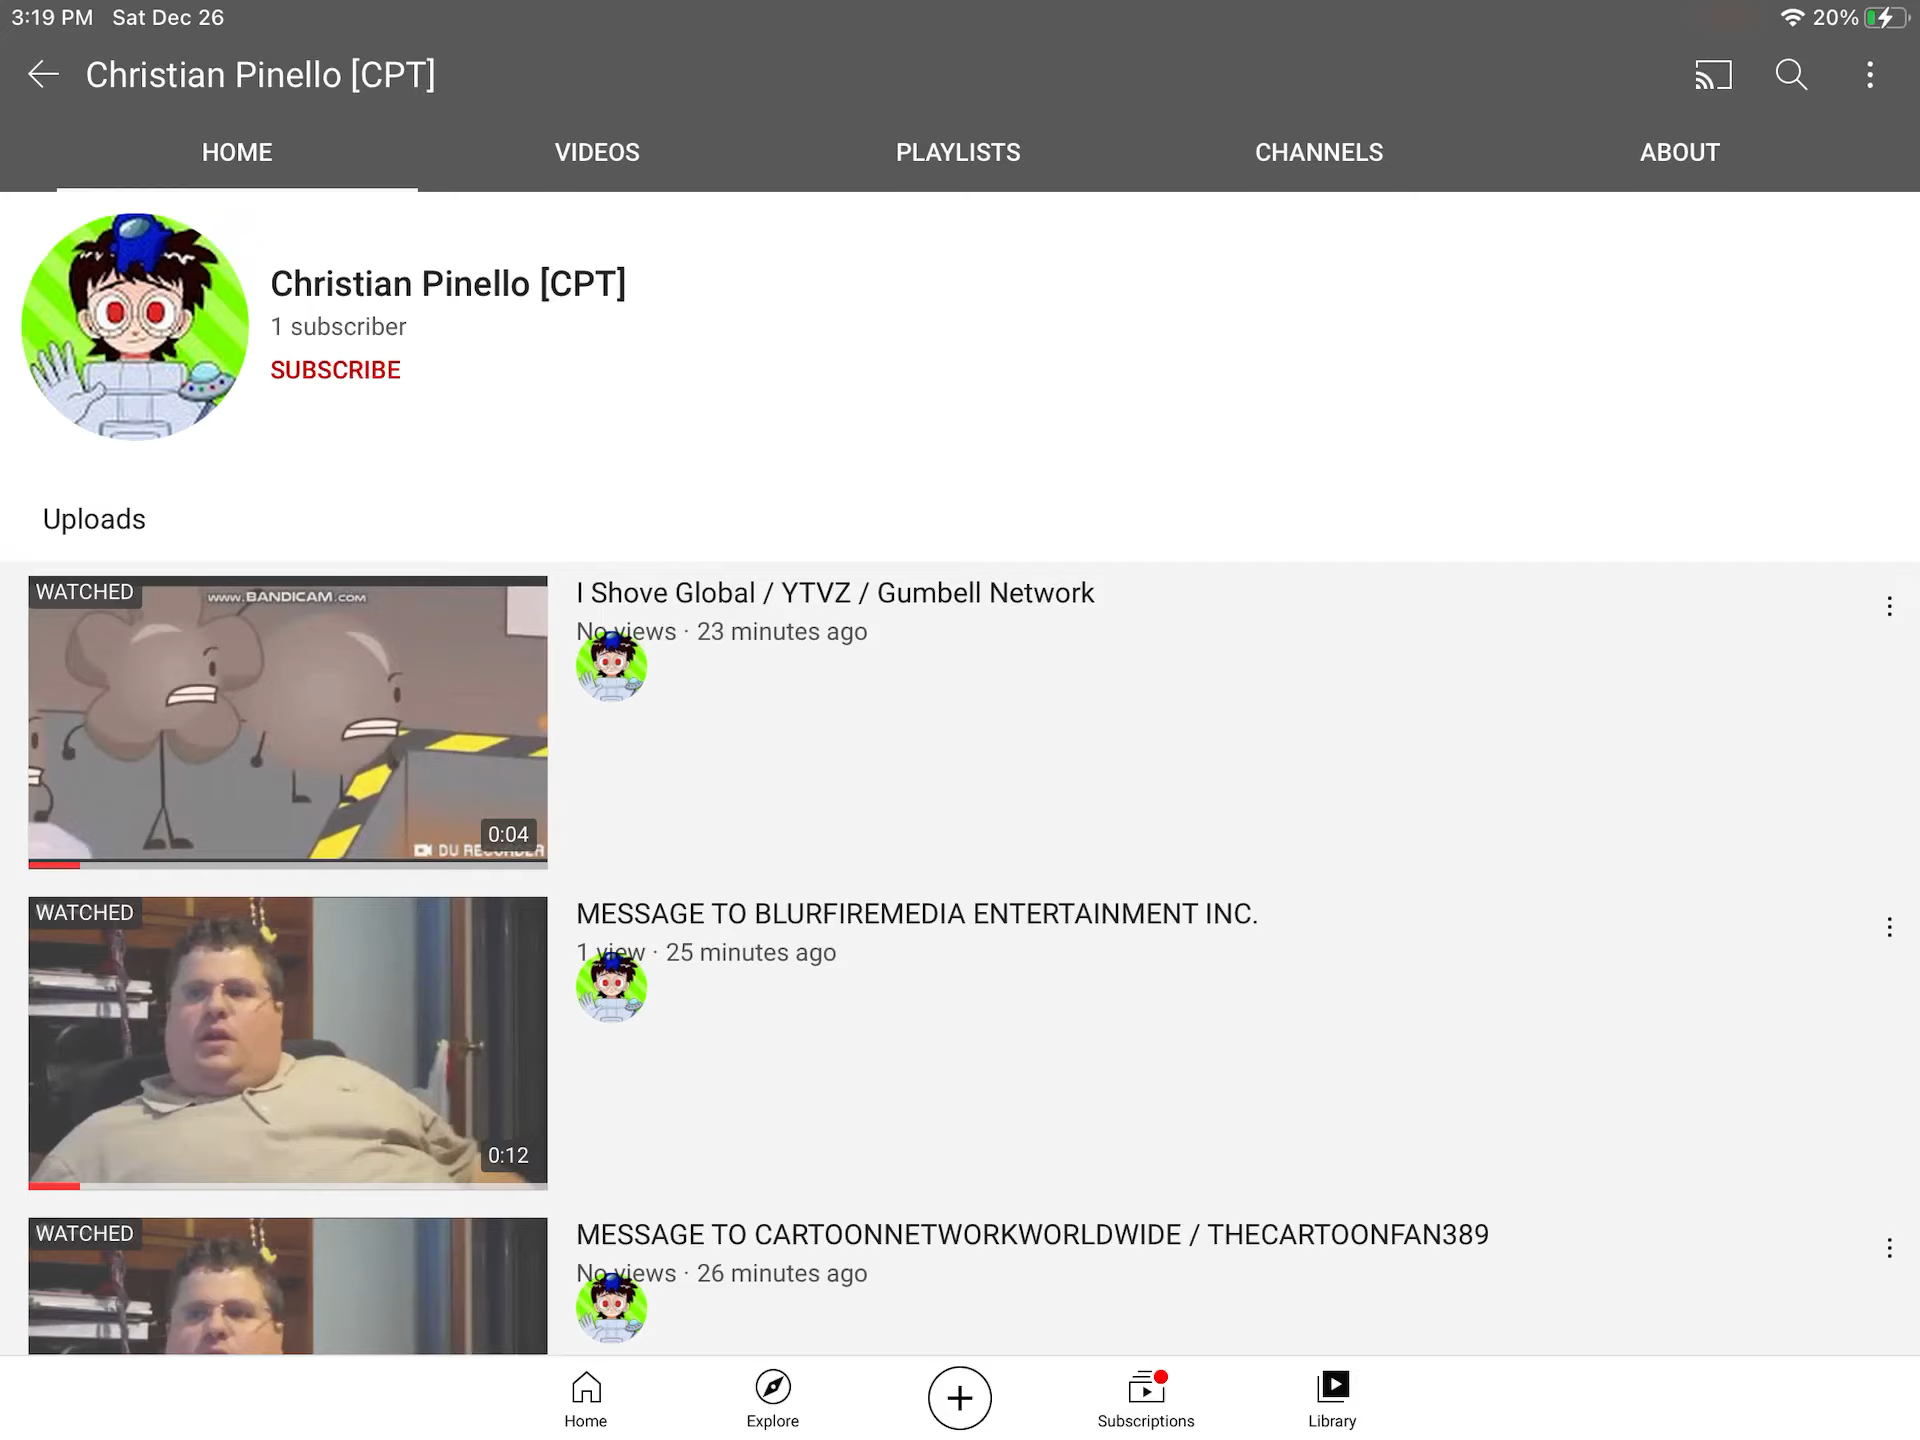 3:19 PM Sat Dec 26
20%
Christian Pinello [CPT]
HOME VIDEOS PLAYLISTS CHANNELS ABOUT
Christian Pinello [CPT]
1 subscriber
SUBSCRIBE
Uploads
WATCHED
www.BANDICAM.com
0:04
DU RECORDER
I Shove Global / YTVZ / Gumbell Network
No views · 23 minutes ago
WATCHED
0:12
MESSAGE TO BLURFIREMEDIA ENTERTAINMENT INC.
1 view · 25 minutes ago
WATCHED
MESSAGE TO CARTOONNETWORKWORLDWIDE / THECARTOONFAN389
No views · 26 minutes ago
Home Explore Subscriptions Library